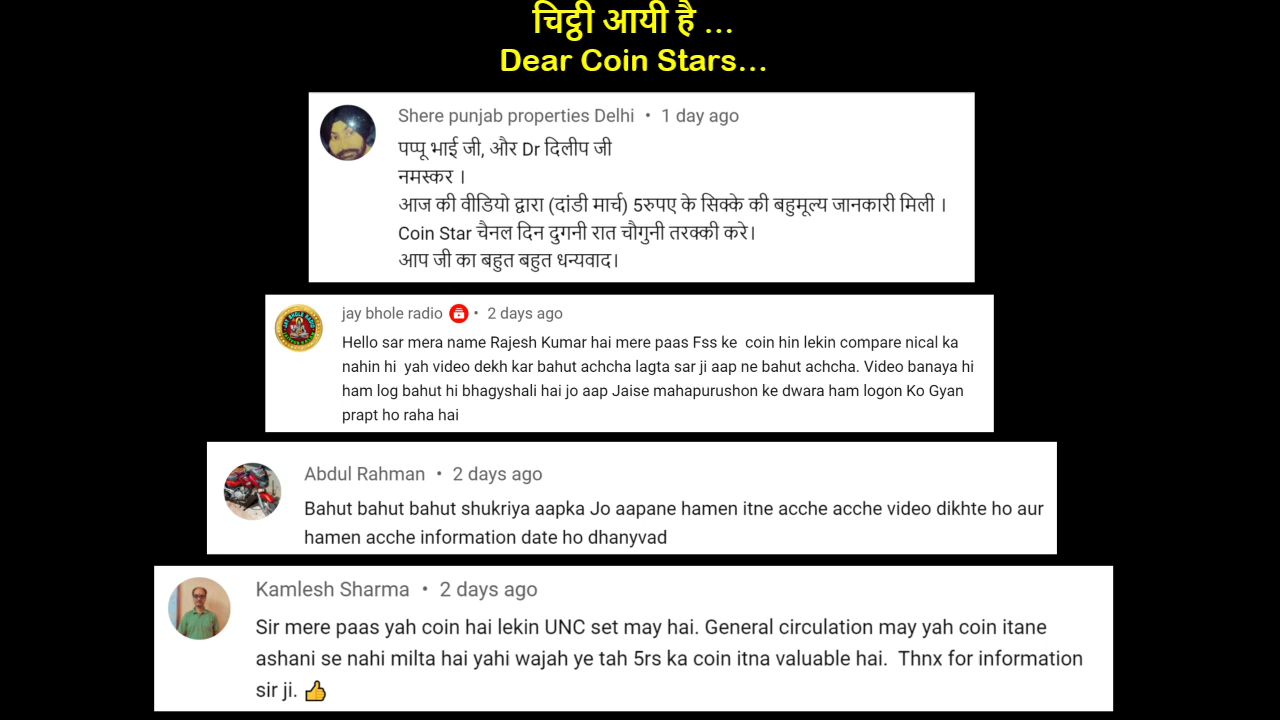 चिट्ठी आयी है ...
Dear Coin Stars...
Shere punjab properties Delhi • 1 day ago
पप्पू भाई जी, और Dr दिलीप जी
नमस्कर ।
आज की वीडियो द्वारा (दांडी मार्च) 5रुपए के सिक्के की बहुमूल्य जानकारी मिली ।
Coin Star चैनल दिन दुगनी रात चौगुनी तरक्की करे।
आप जी का बहुत बहुत धन्यवाद।
jay bhole radio • 2 days ago
Hello sar mera name Rajesh Kumar hai mere paas Fss ke coin hin lekin compare nical ka
nahin hi yah video dekh kar bahut achcha lagta sar ji aap ne bahut achcha. Video banaya hi
ham log bahut hi bhagyshali hai jo aap Jaise mahapurushon ke dwara ham logon Ko Gyan
prapt ho raha hai
Abdul Rahman • 2 days ago
Bahut bahut bahut shukriya aapka Jo aapane hamen itne acche acche video dikhte ho aur
hamen acche information date ho dhanyvad
Kamlesh Sharma • 2 days ago
Sir mere paas yah coin hai lekin UNC set may hai. General circulation may yah coin itane
ashani se nahi milta hai yahi wajah ye tah 5rs ka coin itna valuable hai. Thnx for information
sir ji. 👍